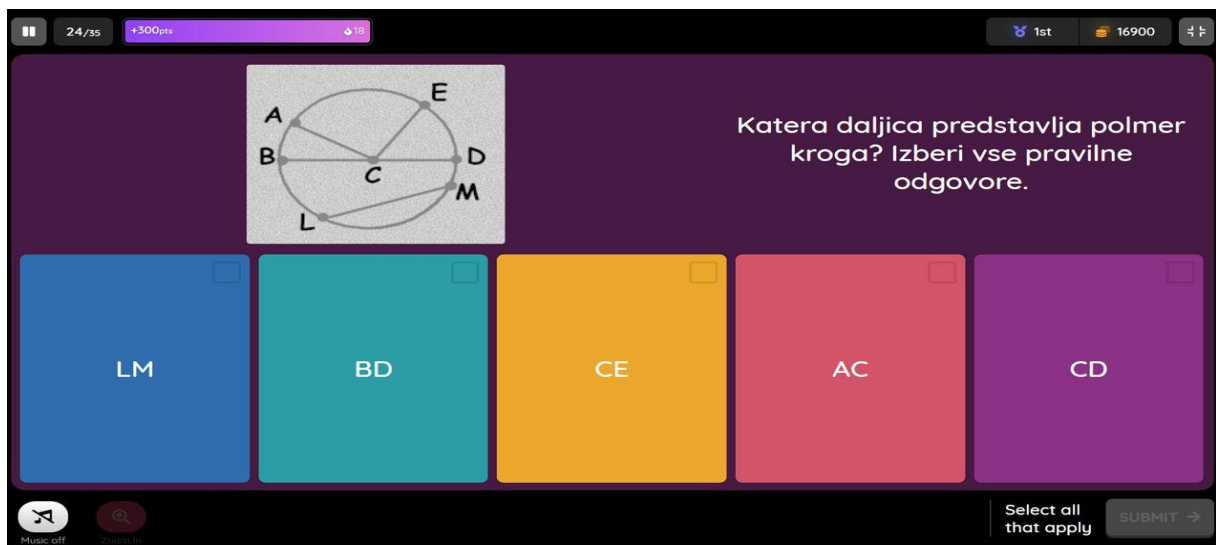 24/35
+300pts
18
1st
16900
A
E
B
C
D
M
L
Katera daljica predstavlja polmer
kroga? Izberi vse pravilne
odgovore.
LM
BD
CE
AC
CD
Music off
Zoom In
Select all
that apply
SUBMIT